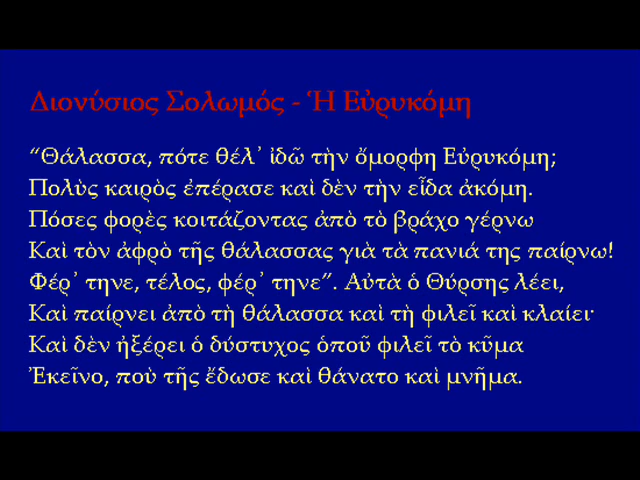 Διονύσιος Σολωμός - Ἡ Εὐρυκόμη
“Θάλασσα, πότε θέλ᾿ ἰδῶ τὴν ὄμορφη Εὐρυκόμη;
Πολὺς καιρὸς ἐπέρασε καὶ δὲν τὴν εἶδα ἀκόμη.
Πόσες φορὲς κοιτάζοντας ἀπὸ τὸ βράχο γέρνω
Καὶ τὸν ἀφρὸ τῆς θάλασσας γιὰ τὰ πανιά της παίρνω!
Φέρ᾿ τηνε, τέλος, φέρ᾿ τηνε”. Αὐτὰ ὁ Θύρσης λέει,
Καὶ παίρνει ἀπὸ τὴ θάλασσα καὶ τὴ φιλεῖ καὶ κλαίει·
Καὶ δὲν ἠξέρει ὁ δύστυχος ὁποῦ φιλεῖ τὸ κῦμα
Ἐκεῖνο, ποὺ τῆς ἔδωσε καὶ θάνατο καὶ μνῆμα.